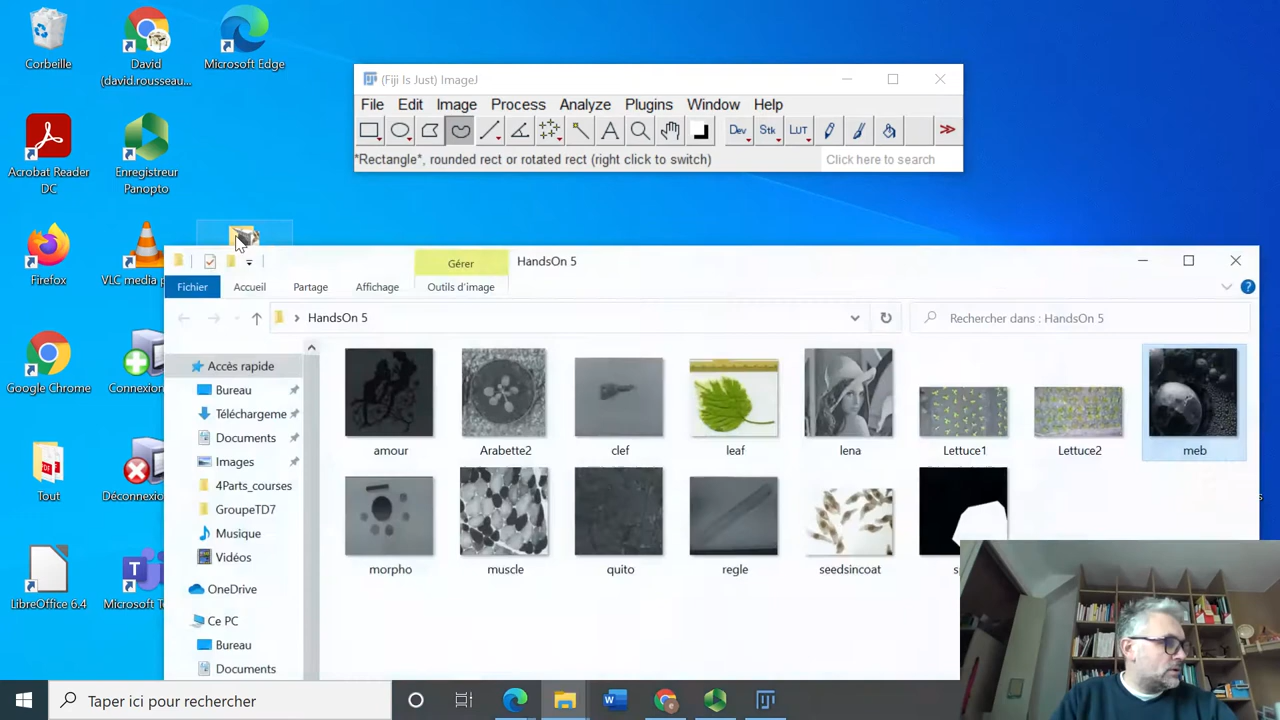 Corbeille
David
(david.rousseau...
Microsoft Edge
(Fiji Is Just) ImageJ
File Edit Image Process Analyze Plugins Window Help
Dev Stk LUT
*Rectangle*, rounded rect or rotated rect (right click to switch)
Click here to search
Acrobat Reader
DC
Enregistreur
Panopto
Firefox
VLC media p
Google Chrome
Connexion
Tout
Déconnexio
LibreOffice 6.4
Microsoft Te
Gérer
HandsOn 5
Fichier Accueil Partage Affichage Outils d'image
HandsOn 5
Rechercher dans : HandsOn 5
Accès rapide
Bureau
Téléchargeme
Documents
Images
4Parts_courses
GroupeTD7
Musique
Vidéos
OneDrive
Ce PC
Bureau
Documents
amour Arabette2 clef leaf lena Lettuce1 Lettuce2 meb
morpho muscle quito regle seedsincoat
Taper ici pour rechercher